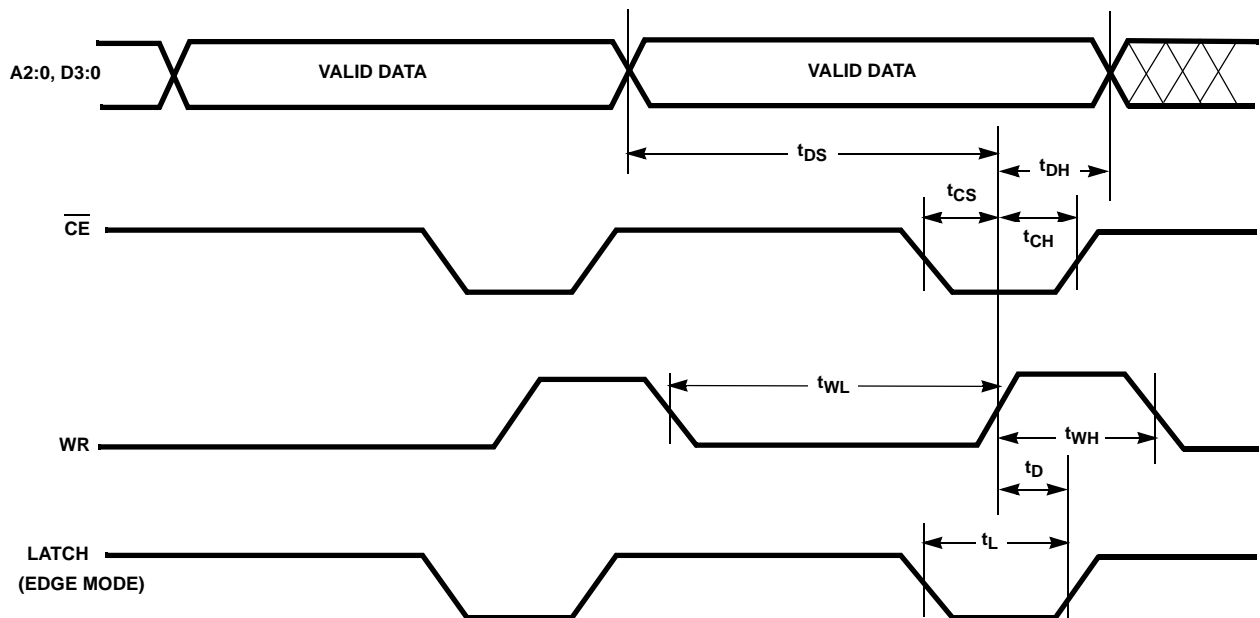 A2:0, D3:0
VALID DATA
VALID DATA
tDS
tDH
tCS
CE
tCH
tWL
WR
tWH
tD
LATCH
(EDGE MODE)
tL